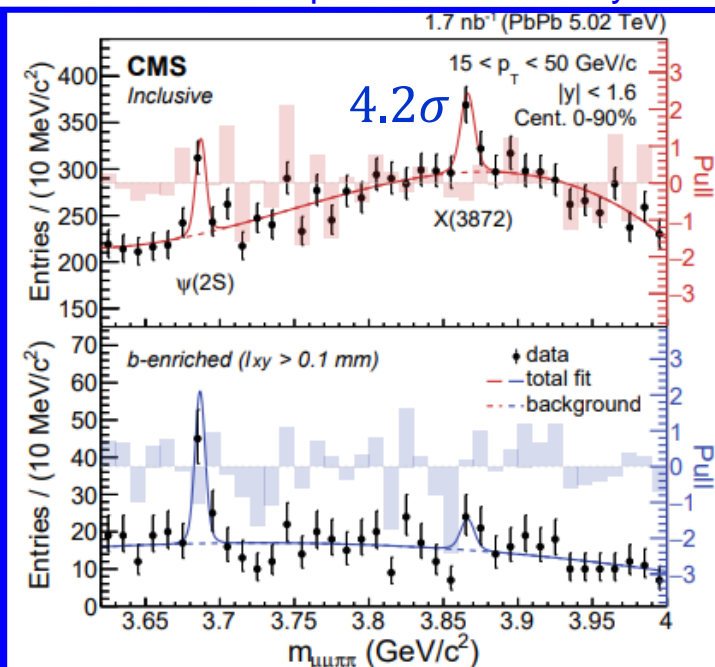 1.7 nb⁻¹ (PbPb 5.02 TeV)
CMS
Inclusive
4.2σ
15 < p_T < 50 GeV/c
|y| < 1.6
Cent. 0-90%
Entries / (10 MeV/c²)
400
350
300
250
200
150
3
2
1
0
−1
−2
−3
Pull
ψ(2S)
X(3872)
b-enriched (l_xy > 0.1 mm)
data
total fit
background
Entries / (10 MeV/c²)
70
60
50
40
30
20
10
0
3
2
1
0
−1
−2
−3
Pull
3.65 3.7 3.75 3.8 3.85 3.9 3.95 4
m_μμππ (GeV/c²)